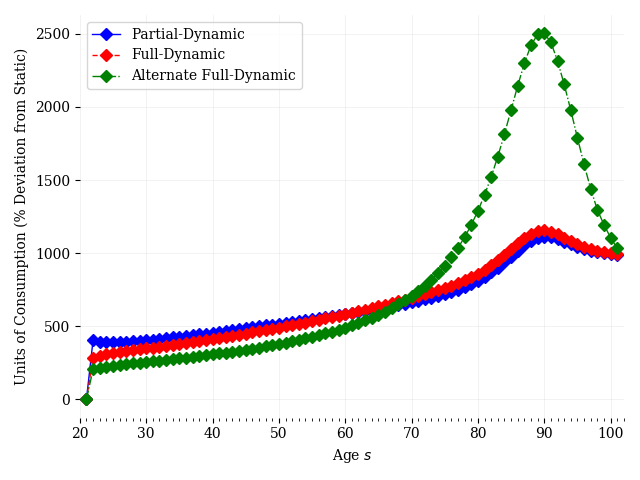 Partial-Dynamic
Full-Dynamic
Alternate Full-Dynamic
Units of Consumption (% Deviation from Static)
2500
2000
1500
1000
500
0
20 30 40 50 60 70 80 90 100
Age s